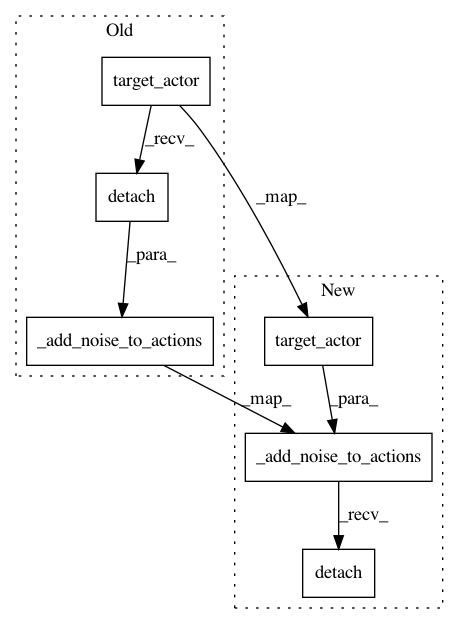 Old
target_actor
_recv_
detach
_map_
_para_
New
_add_noise_to_actions
target_actor
_map_
_para_
_add_noise_to_actions
_recv_
detach